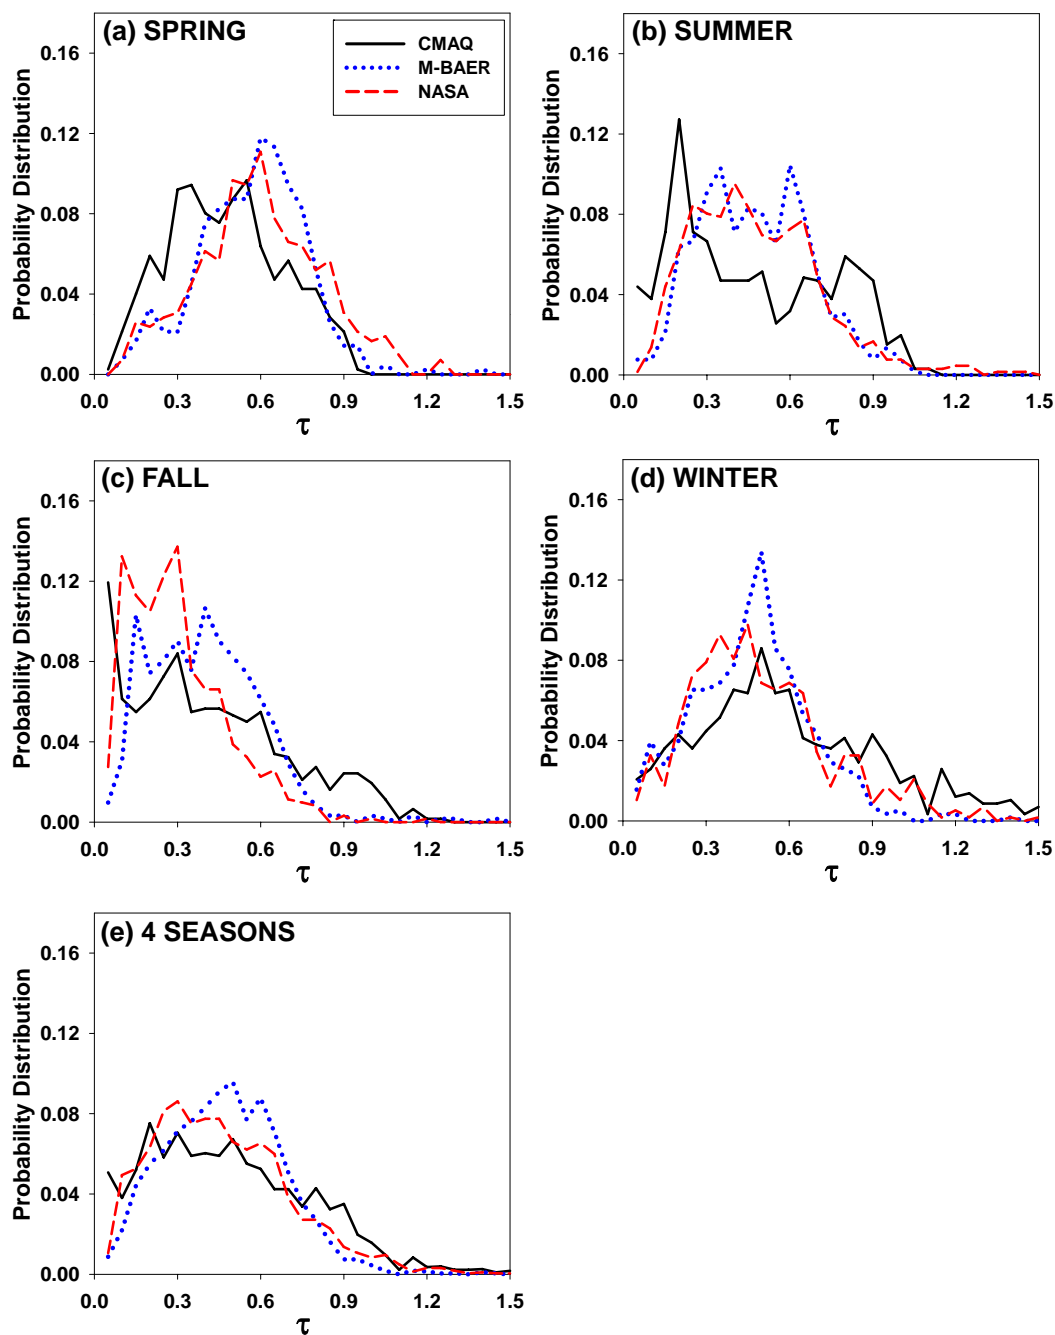 (a) SPRING
CMAQ
M-BAER
NASA
Probability Distribution
0.16
0.12
0.08
0.04
0.00
0.0 0.3 0.6 0.9 1.2 1.5
τ
(b) SUMMER
Probability Distribution
0.16
0.12
0.08
0.04
0.00
0.0 0.3 0.6 0.9 1.2 1.5
τ
(c) FALL
Probability Distribution
0.16
0.12
0.08
0.04
0.00
0.0 0.3 0.6 0.9 1.2 1.5
τ
(d) WINTER
Probability Distribution
0.16
0.12
0.08
0.04
0.00
0.0 0.3 0.6 0.9 1.2 1.5
τ
(e) 4 SEASONS
Probability Distribution
0.16
0.12
0.08
0.04
0.00
0.0 0.3 0.6 0.9 1.2 1.5
τ